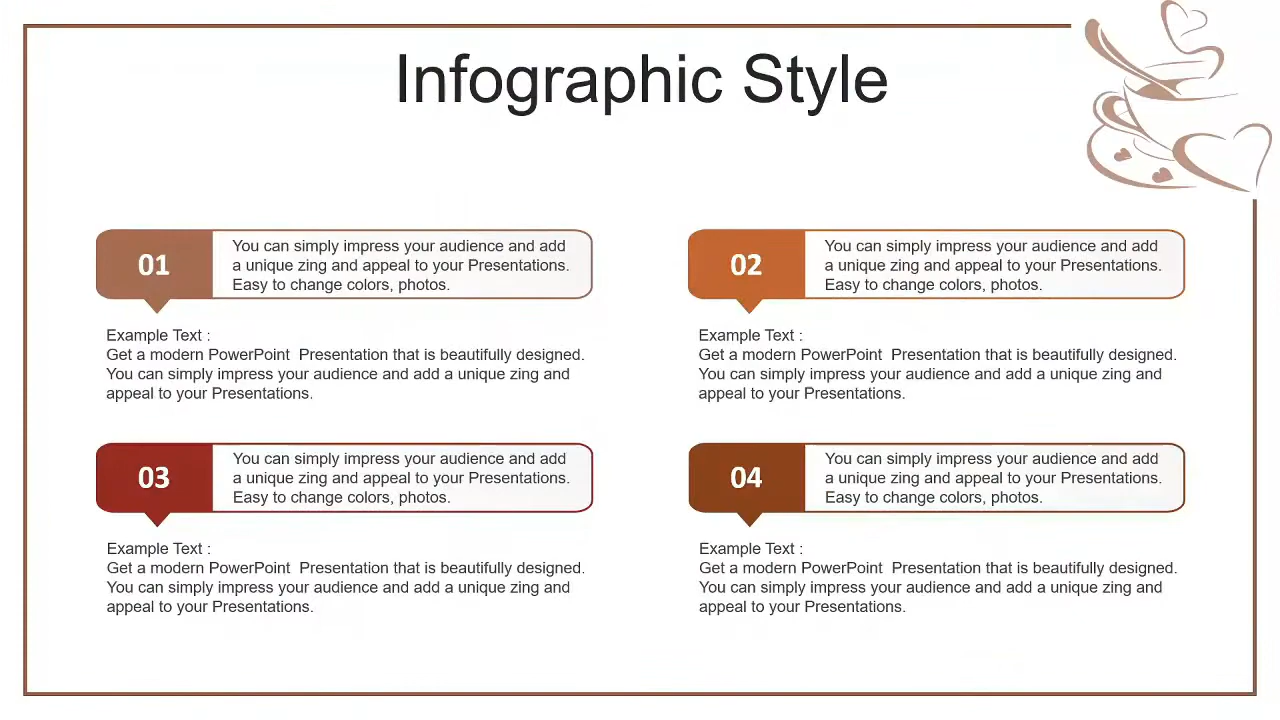 Infographic Style
01
You can simply impress your audience and add
a unique zing and appeal to your Presentations.
Easy to change colors, photos.
Example Text :
Get a modern PowerPoint  Presentation that is beautifully designed.
You can simply impress your audience and add a unique zing and
appeal to your Presentations.
02
You can simply impress your audience and add
a unique zing and appeal to your Presentations.
Easy to change colors, photos.
Example Text :
Get a modern PowerPoint  Presentation that is beautifully designed.
You can simply impress your audience and add a unique zing and
appeal to your Presentations.
03
You can simply impress your audience and add
a unique zing and appeal to your Presentations.
Easy to change colors, photos.
Example Text :
Get a modern PowerPoint  Presentation that is beautifully designed.
You can simply impress your audience and add a unique zing and
appeal to your Presentations.
04
You can simply impress your audience and add
a unique zing and appeal to your Presentations.
Easy to change colors, photos.
Example Text :
Get a modern PowerPoint  Presentation that is beautifully designed.
You can simply impress your audience and add a unique zing and
appeal to your Presentations.